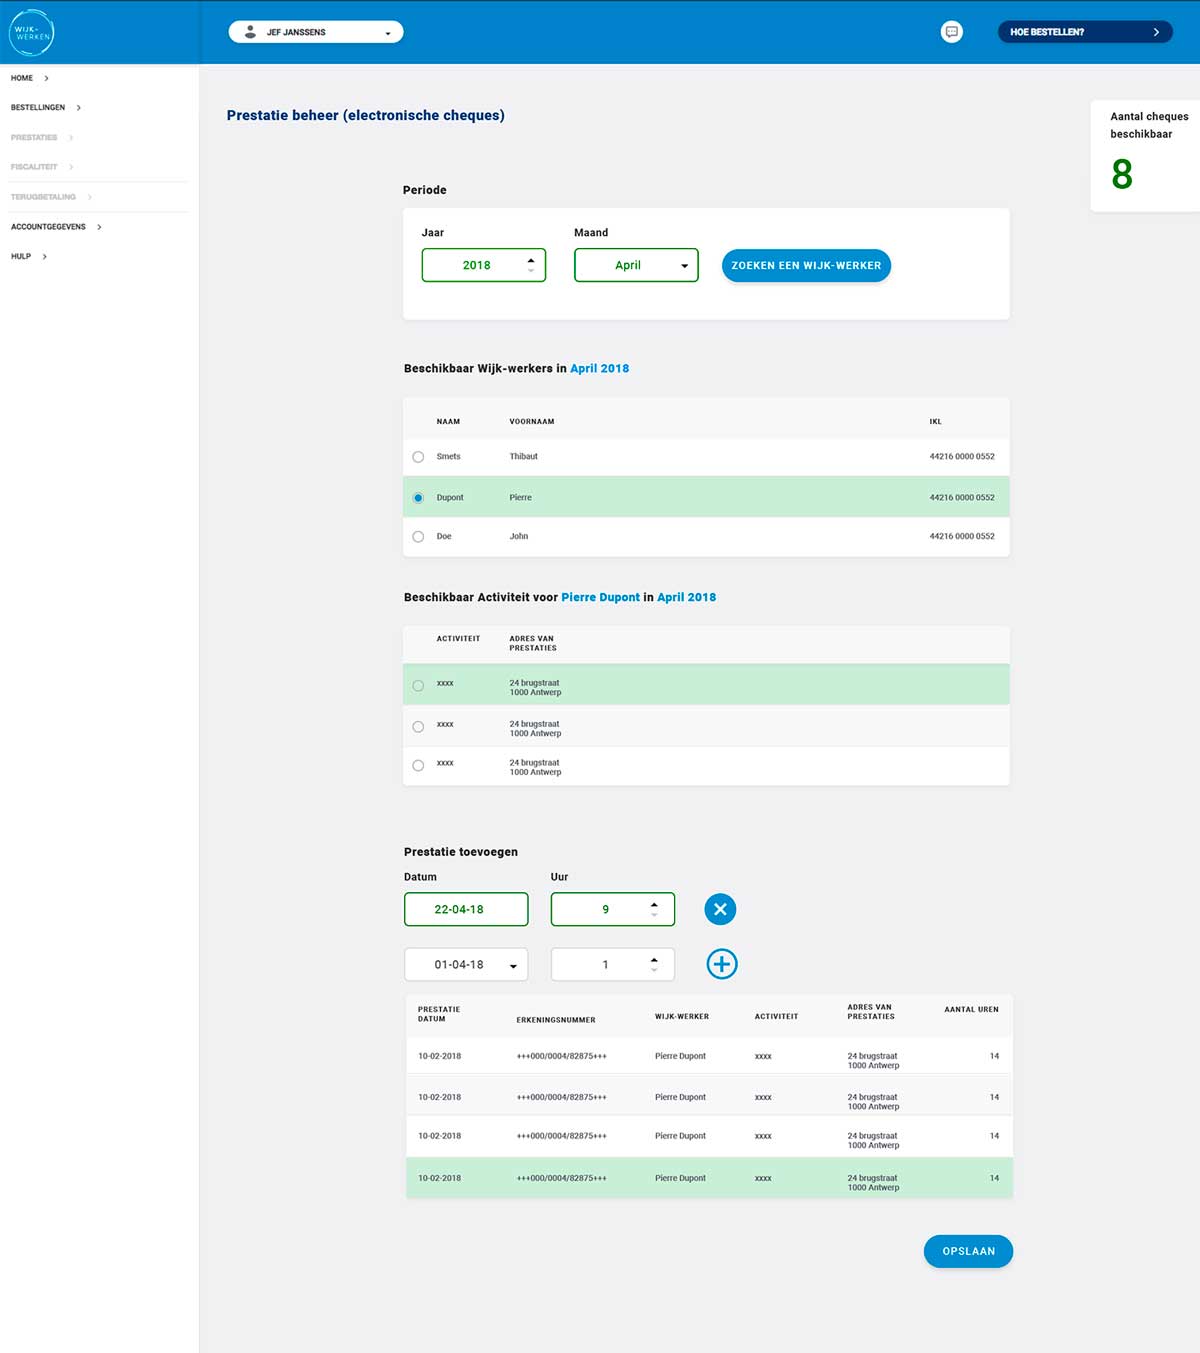 WIJK-
WERKEN
JEF JANSSENS
HOE BESTELLEN?
HOME
BESTELLINGEN
PRESTATIES
FISCALITEIT
TERUGBETALING
ACCOUNTGEGEVENS
HULP
Prestatie beheer (electronische cheques)
Aantal cheques
beschikbaar
8
Periode
Jaar Maand
2018 April ZOEKEN EEN WIJK-WERKER
Beschikbaar Wijk-werkers in April 2018
NAAM VOORNAAM IKL
Smets Thibaut 44216 0000 0552
Dupont Pierre 44216 0000 0552
Doe John 44216 0000 0552
Beschikbaar Activiteit voor Pierre Dupont in April 2018
ACTIVITEIT ADRES VAN
PRESTATIES
xxxx 24 brugstraat
1000 Antwerp
xxxx 24 brugstraat
1000 Antwerp
xxxx 24 brugstraat
1000 Antwerp
Prestatie toevoegen
Datum Uur
22-04-18 9
01-04-18 1
PRESTATIE
DATUM ERKENINGSNUMMER WIJK-WERKER ACTIVITEIT ADRES VAN
PRESTATIES AANTAL UREN
10-02-2018 +++000/0004/82875+++ Pierre Dupont xxxx 24 brugstraat 14
1000 Antwerp
10-02-2018 +++000/0004/82875+++ Pierre Dupont xxxx 24 brugstraat 14
1000 Antwerp
10-02-2018 +++000/0004/82875+++ Pierre Dupont xxxx 24 brugstraat 14
1000 Antwerp
10-02-2018 +++000/0004/82875+++ Pierre Dupont xxxx 24 brugstraat 14
1000 Antwerp
OPSLAAN